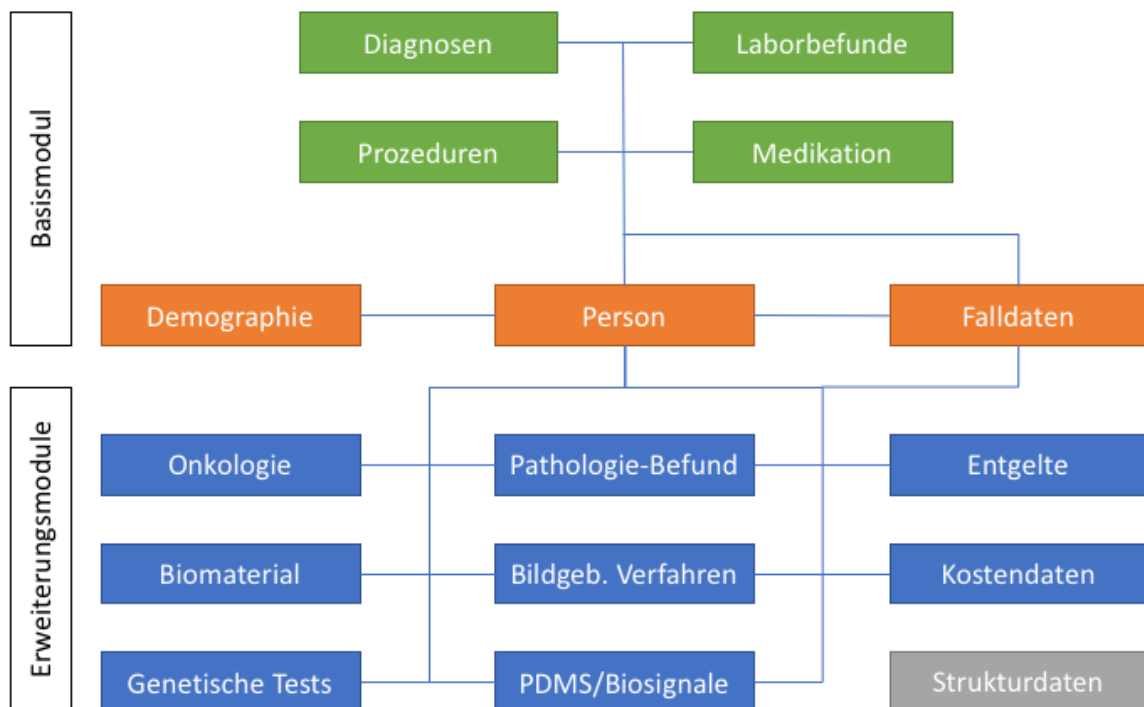 Basismodul
Diagnosen
Laborbefunde
Prozeduren
Medikation
Demographie
Person
Falldaten
Erweiterungsmodule
Onkologie
Pathologie-Befund
Entgelte
Biomaterial
Bildgeb. Verfahren
Kostendaten
Genetische Tests
PDMS/Biosignale
Strukturdaten